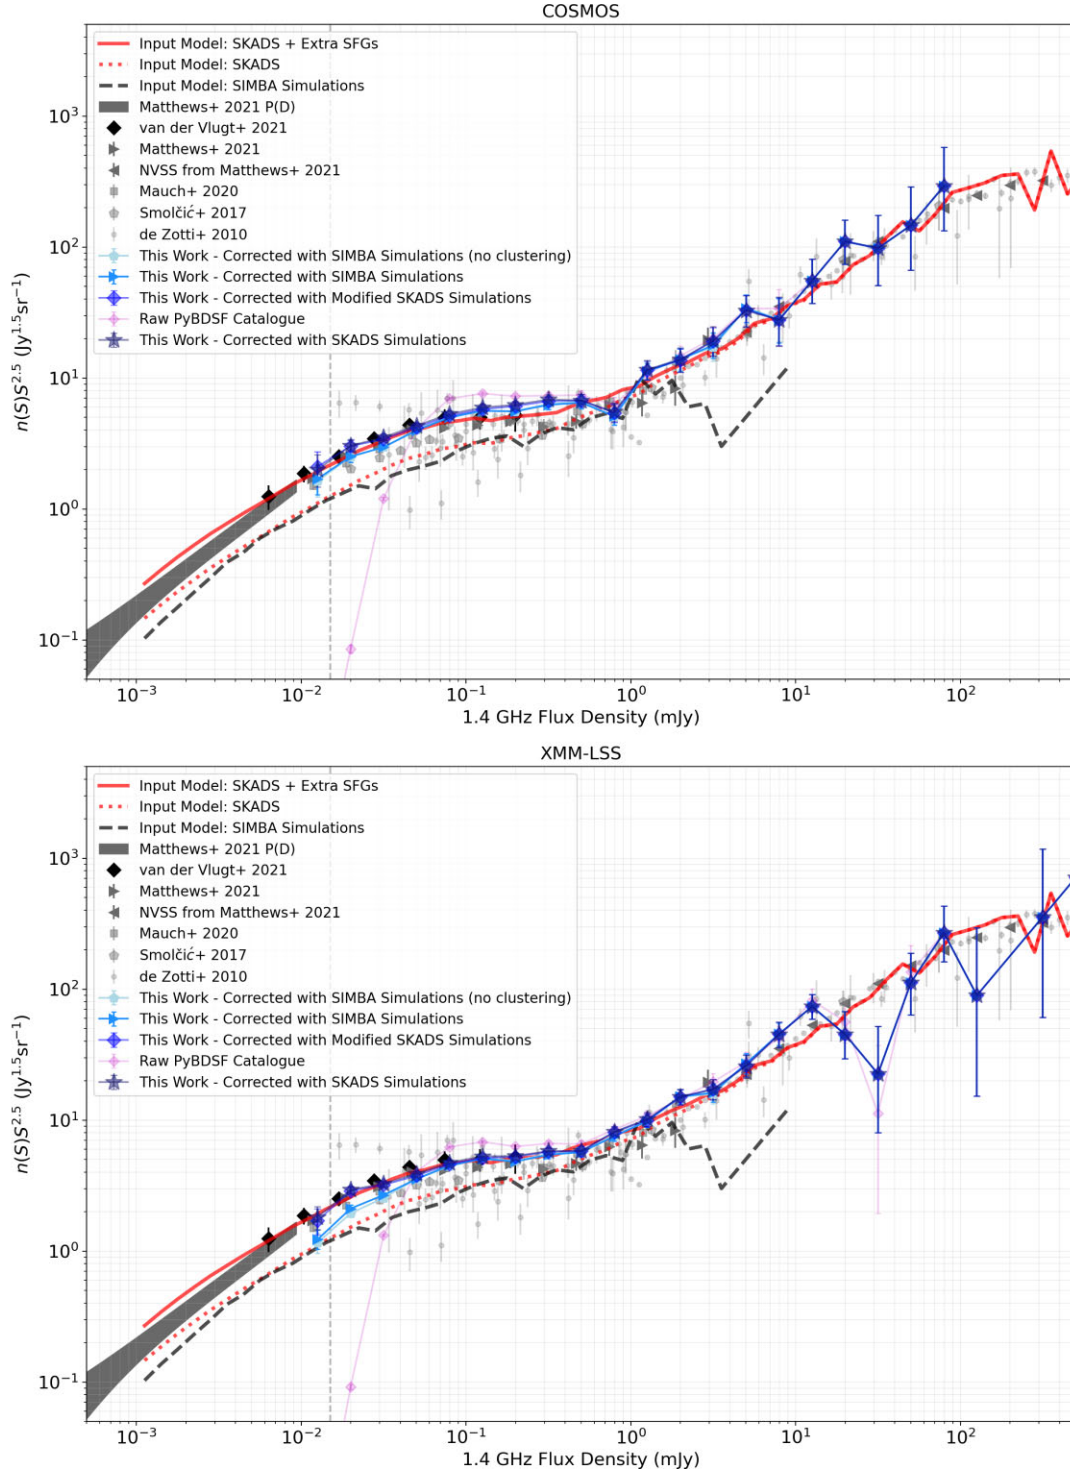 COSMOS
Input Model: SKADS + Extra SFGs
Input Model: SKADS
Input Model: SIMBA Simulations
Matthews+ 2021 P(D)
van der Vlugt+ 2021
Matthews+ 2021
NVSS from Matthews+ 2021
Mauch+ 2020
Smolčić+ 2017
de Zotti+ 2010
This Work - Corrected with SIMBA Simulations (no clustering)
This Work - Corrected with SIMBA Simulations
This Work - Corrected with Modified SKADS Simulations
Raw PyBDSF Catalogue
This Work - Corrected with SKADS Simulations
10³
10²
10¹
10⁰
10⁻¹
n(S)S²·⁵ (Jy¹·⁵sr⁻¹)
10⁻³ 10⁻² 10⁻¹ 10⁰ 10¹ 10²
1.4 GHz Flux Density (mJy)
XMM-LSS
Input Model: SKADS + Extra SFGs
Input Model: SKADS
Input Model: SIMBA Simulations
Matthews+ 2021 P(D)
van der Vlugt+ 2021
Matthews+ 2021
NVSS from Matthews+ 2021
Mauch+ 2020
Smolčić+ 2017
de Zotti+ 2010
This Work - Corrected with SIMBA Simulations (no clustering)
This Work - Corrected with SIMBA Simulations
This Work - Corrected with Modified SKADS Simulations
Raw PyBDSF Catalogue
This Work - Corrected with SKADS Simulations
10³
10²
10¹
10⁰
10⁻¹
n(S)S²·⁵ (Jy¹·⁵sr⁻¹)
10⁻³ 10⁻² 10⁻¹ 10⁰ 10¹ 10²
1.4 GHz Flux Density (mJy)